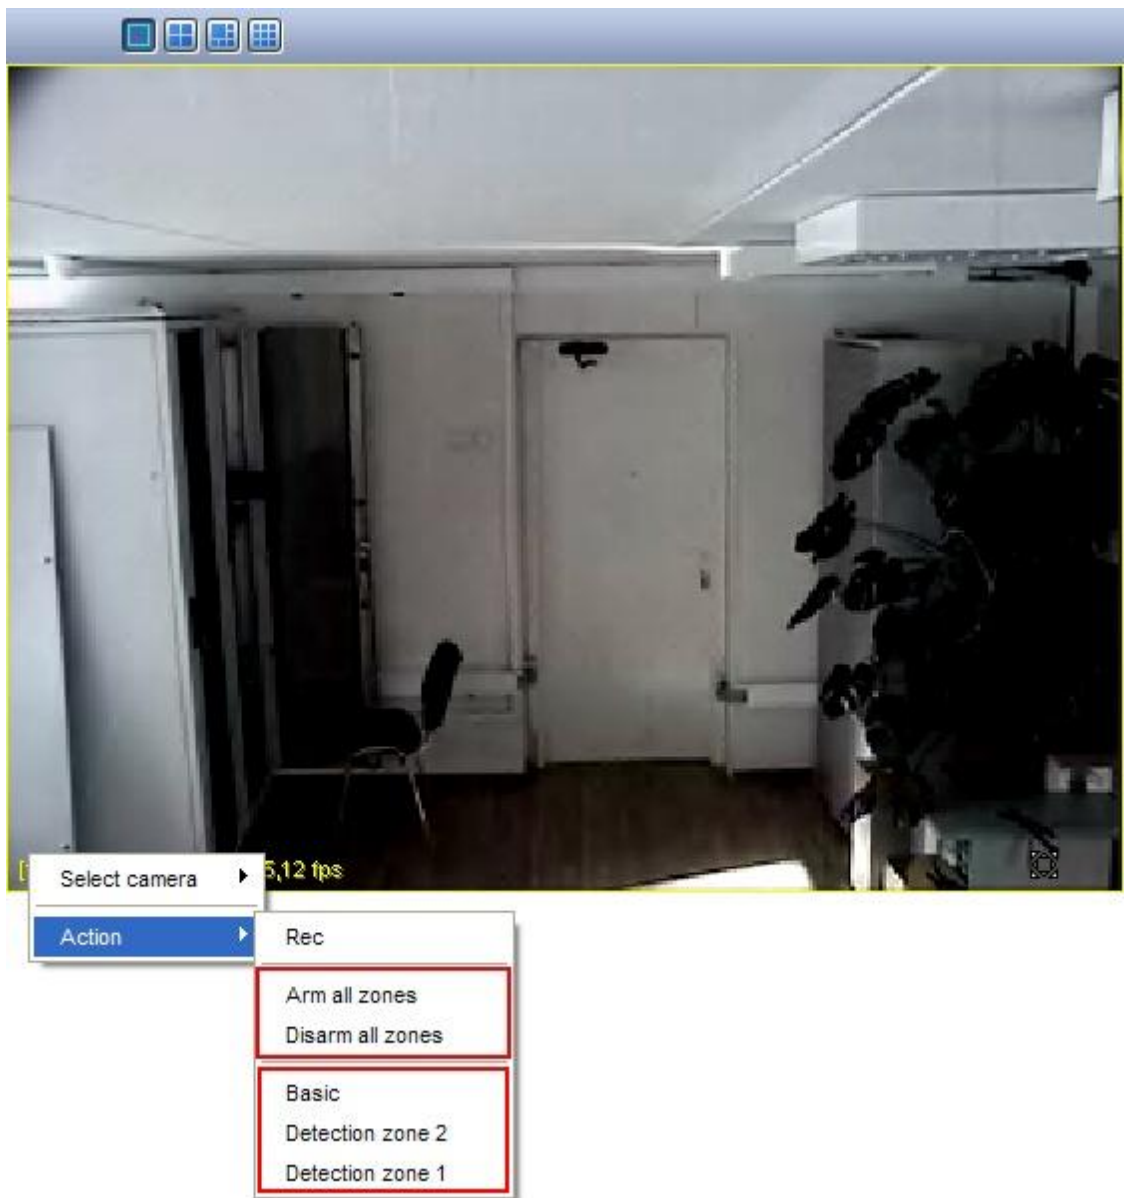 5,12 fps
Select camera
Action
Rec
Arm all zones
Disarm all zones
Basic
Detection zone 2
Detection zone 1